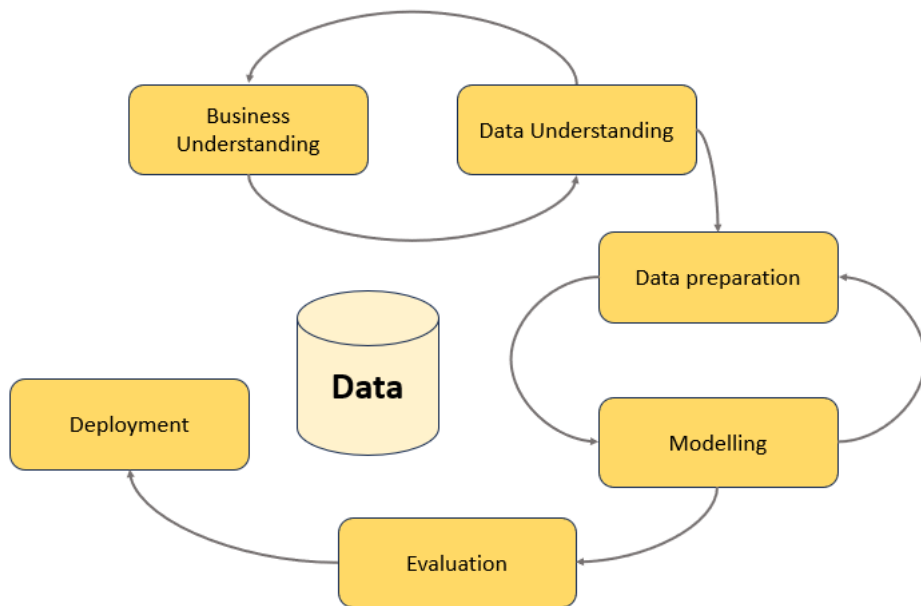 Business
Understanding
Data Understanding
Data preparation
Data
Deployment
Modelling
Evaluation